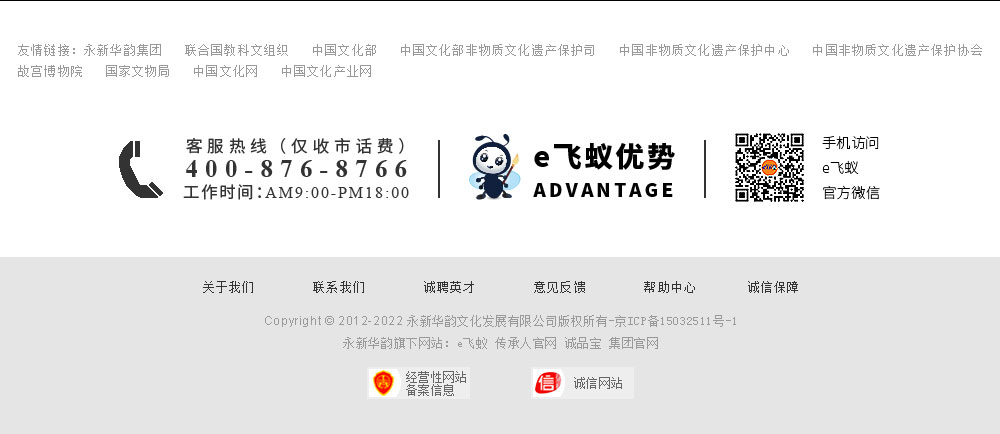 友情链接：永新华韵集团 联合国教科文组织 中国文化部 中国文化部非物质文化遗产保护司 中国非物质文化遗产保护中心 中国非物质文化遗产保护协会
故宫博物院 国家文物局 中国文化网 中国文化产业网
客服热线（仅收市话费）
400-876-8766
工作时间：AM9:00-PM18:00
e飞蚁优势
ADVANTAGE
手机访问
e飞蚁
官方微信
关于我们 联系我们 诚聘英才 意见反馈 帮助中心 诚信保障
Copyright © 2012-2022 永新华韵文化发展有限公司版权所有-京ICP备15032511号-1
永新华韵旗下网站：e飞蚁 传承人官网 诚品宝 集团官网
经营性网站
备案信息
信 诚信网站